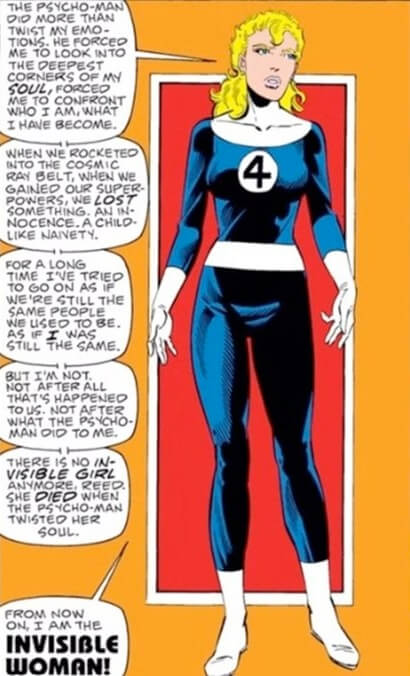 THE PSYCHO-MAN
DID MORE THAN
TWIST MY EMO-
TIONS. HE FORCED
ME TO LOOK INTO
THE DEEPEST
CORNERS OF MY
SOUL, FORCED
ME TO CONFRONT
WHO I AM, WHAT
I HAVE BECOME.
WHEN WE ROCKETED
INTO THE COSMIC
RAY BELT, WHEN WE
GAINED OUR SUPER-
POWERS, WE LOST
SOMETHING. AN IN-
NOCENCE. A CHILD-
LIKE NAIVETY.
FOR A LONG
TIME I'VE TRIED
TO GO ON AS IF
WE'RE STILL THE
SAME PEOPLE
WE USED TO BE.
AS IF I WAS
STILL THE SAME.
BUT I'M NOT.
NOT AFTER ALL
THAT'S HAPPENED
TO US. NOT AFTER
WHAT THE PSYCHO-
MAN DID TO ME.
THERE IS NO IN-
VISIBLE GIRL
ANYMORE, REED.
SHE DIED WHEN
THE PSYCHO-MAN
TWISTED HER
SOUL.
FROM NOW
ON, I AM THE
INVISIBLE
WOMAN!
4